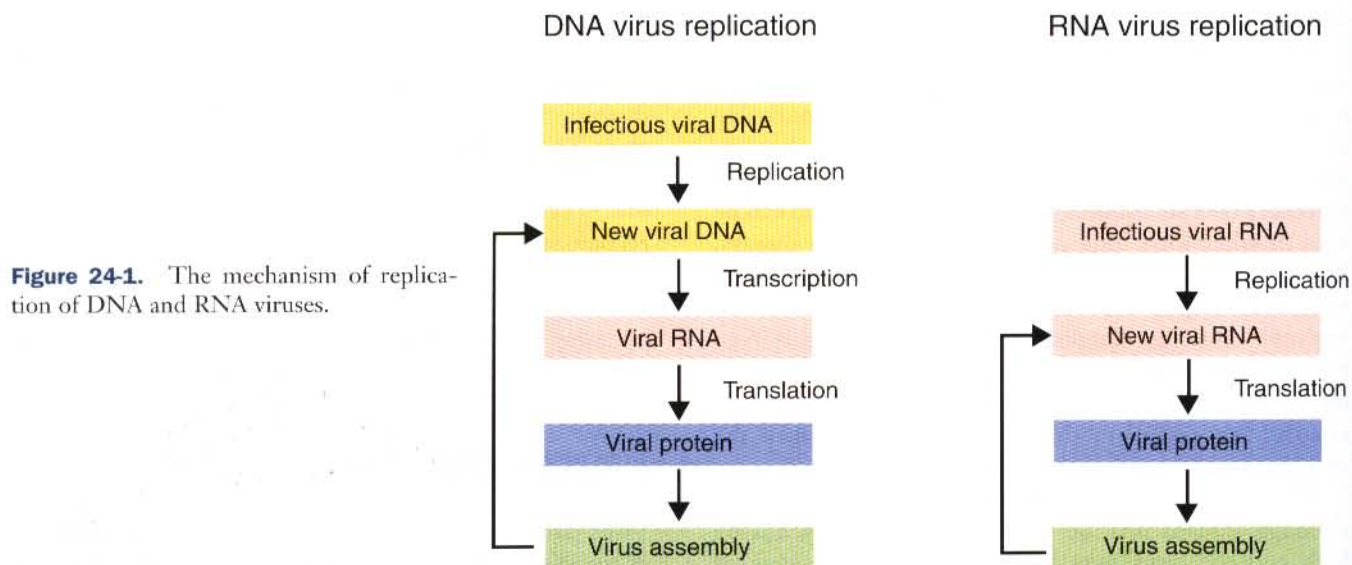 DNA virus replication
Infectious viral DNA
Replication
New viral DNA
Transcription
Viral RNA
Translation
Viral protein
Virus assembly
RNA virus replication
Infectious viral RNA
Replication
New viral RNA
Translation
Viral protein
Virus assembly
Figure 24-1. The mechanism of replica-
tion of DNA and RNA viruses.